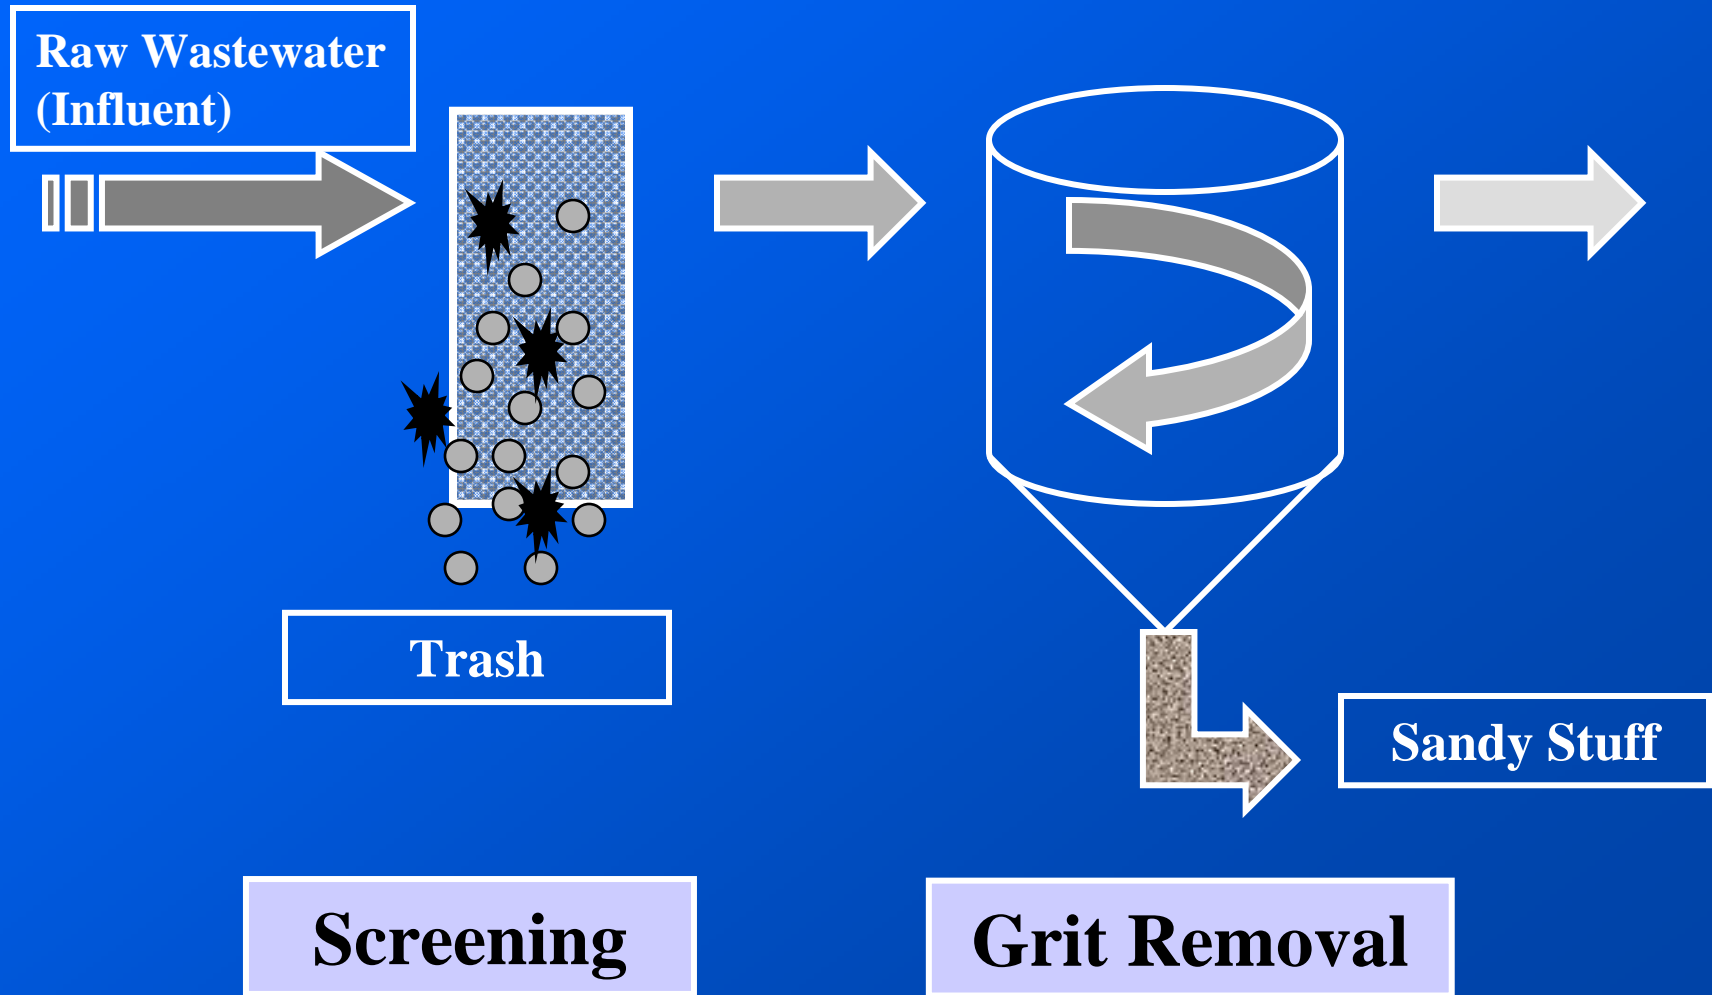 Raw Wastewater
(Influent)
Trash
Sandy Stuff
Screening
Grit Removal